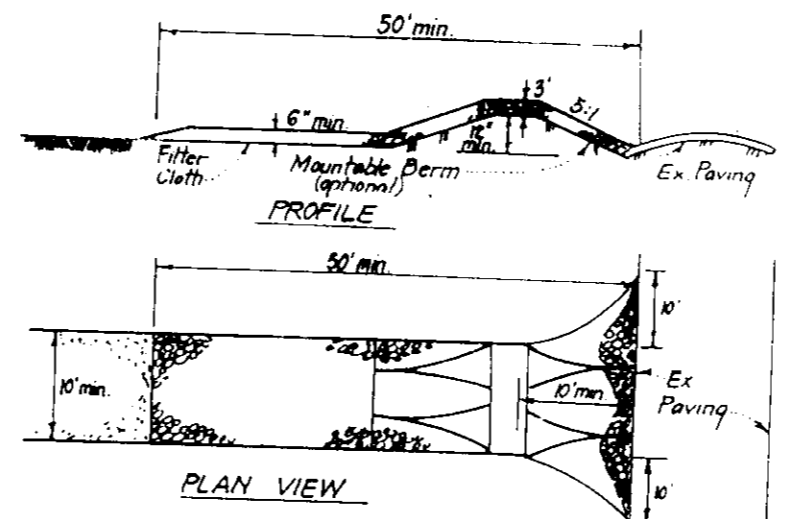 50' min.
3'
5:1
6" min.
12"
min.
Filter
Cloth
Mountable Berm
(optional)
Ex. Paving
PROFILE
50' min.
10'
10' min.
10' min.
Ex
Paving
PLAN VIEW
10'